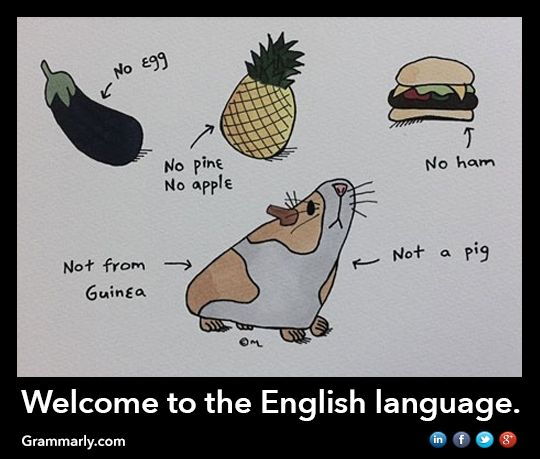 No egg
No pine
No apple
No ham
Not from
Guinea
Not a pig
©M
Welcome to the English language.
Grammarly.com
in f g+